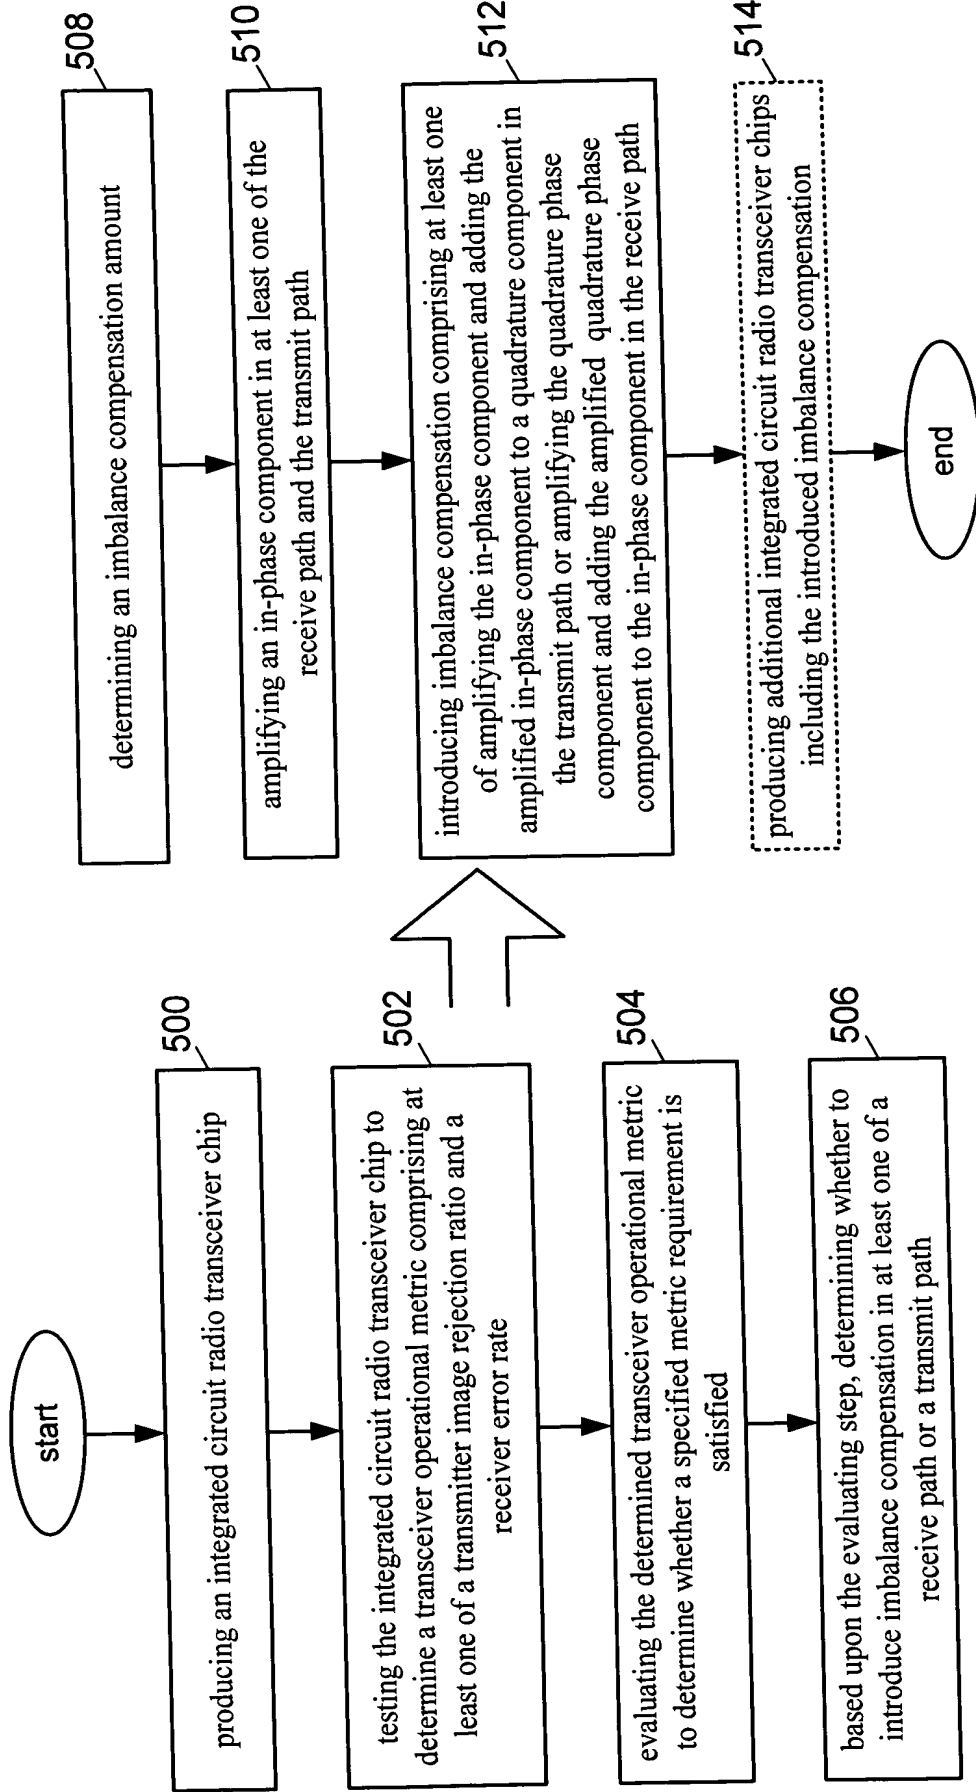 start
500
producing an integrated circuit radio transceiver chip
502
testing the integrated circuit radio transceiver chip to
determine a transceiver operational metric comprising at
least one of a transmitter image rejection ratio and a
receiver error rate
504
evaluating the determined transceiver operational metric
to determine whether a specified metric requirement is
satisfied
506
based upon the evaluating step, determining whether to
introduce imbalance compensation in at least one of a
receive path or a transmit path
508
determining an imbalance compensation amount
510
amplifying an in-phase component in at least one of the
receive path and the transmit path
512
introducing imbalance compensation comprising at least one
of amplifying the in-phase component and adding the
amplified in-phase component to a quadrature component in
the transmit path or amplifying the quadrature phase
component and adding the amplified quadrature phase
component to the in-phase component in the receive path
514
producing additional integrated circuit radio transceiver chips
including the introduced imbalance compensation
end